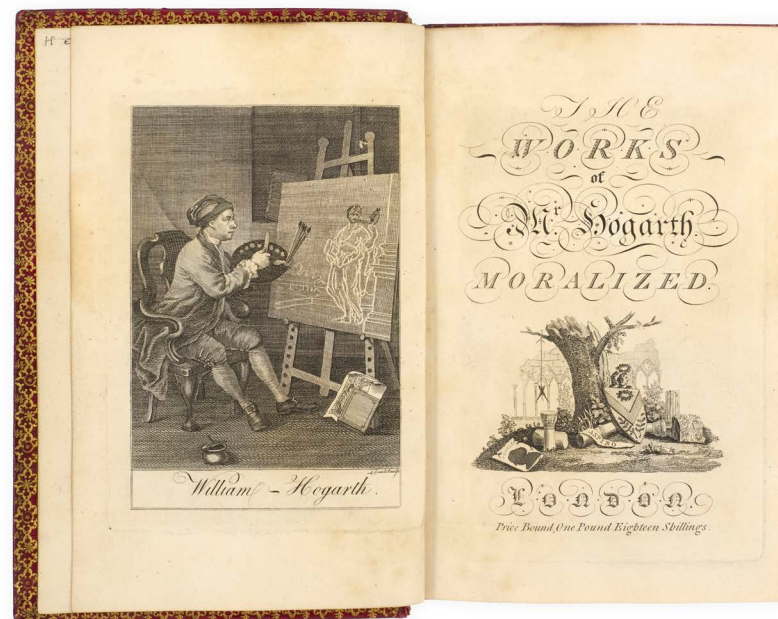 William - Hogarth.
THE
WORKS
of
Mr. Hogarth
MORALIZED.
LONDON.
Price Bound, One Pound Eighteen Shillings.